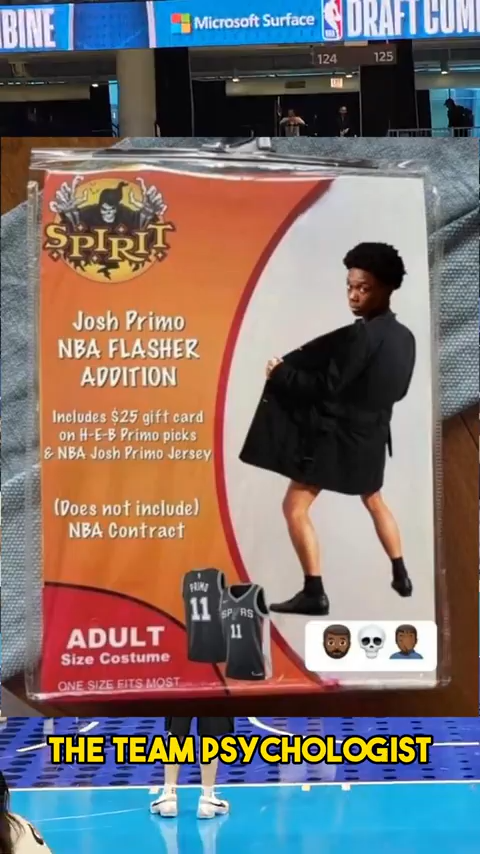 BINE
Microsoft Surface
NBA
DRAFT COM
124
125
SPIRIT
Josh Primo
NBA FLASHER
ADDITION
Includes $25 gift card
on H-E-B Primo picks
& NBA Josh Primo Jersey
(Does not include)
NBA Contract
PRIMO
11
SPURS
11
ADULT
Size Costume
ONE SIZE FITS MOST
THE TEAM PSYCHOLOGIST